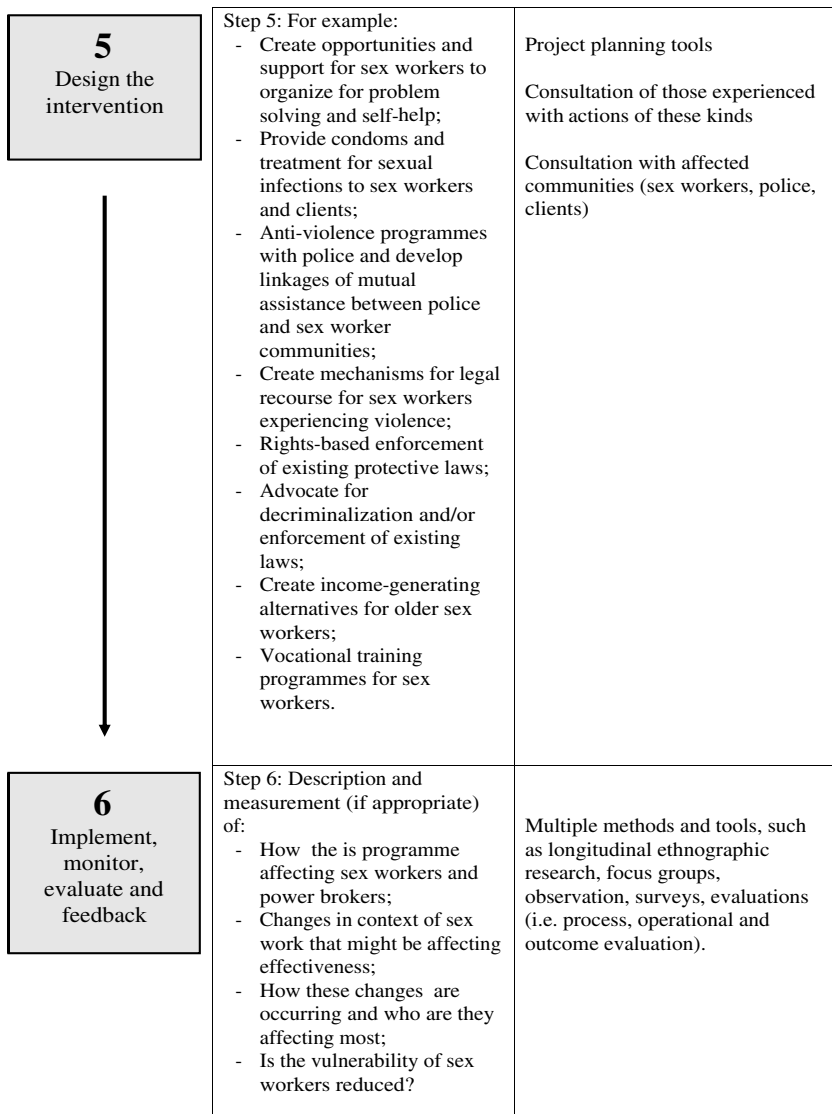 5
Design the
intervention
Step 5: For example:
- Create opportunities and
support for sex workers to
organize for problem
solving and self-help;
- Provide condoms and
treatment for sexual
infections to sex workers
and clients;
- Anti-violence programmes
with police and develop
linkages of mutual
assistance between police
and sex worker
communities;
- Create mechanisms for legal
recourse for sex workers
experiencing violence;
- Rights-based enforcement
of existing protective laws;
- Advocate for
decriminalization and/or
enforcement of existing
laws;
- Create income-generating
alternatives for older sex
workers;
- Vocational training
programmes for sex
workers.
Project planning tools
Consultation of those experienced
with actions of these kinds
Consultation with affected
communities (sex workers, police,
clients)
6
Implement,
monitor,
evaluate and
feedback
Step 6: Description and
measurement (if appropriate)
of:
- How the is programme
affecting sex workers and
power brokers;
- Changes in context of sex
work that might be affecting
effectiveness;
- How these changes are
occurring and who are they
affecting most;
- Is the vulnerability of sex
workers reduced?
Multiple methods and tools, such
as longitudinal ethnographic
research, focus groups,
observation, surveys, evaluations
(i.e. process, operational and
outcome evaluation).